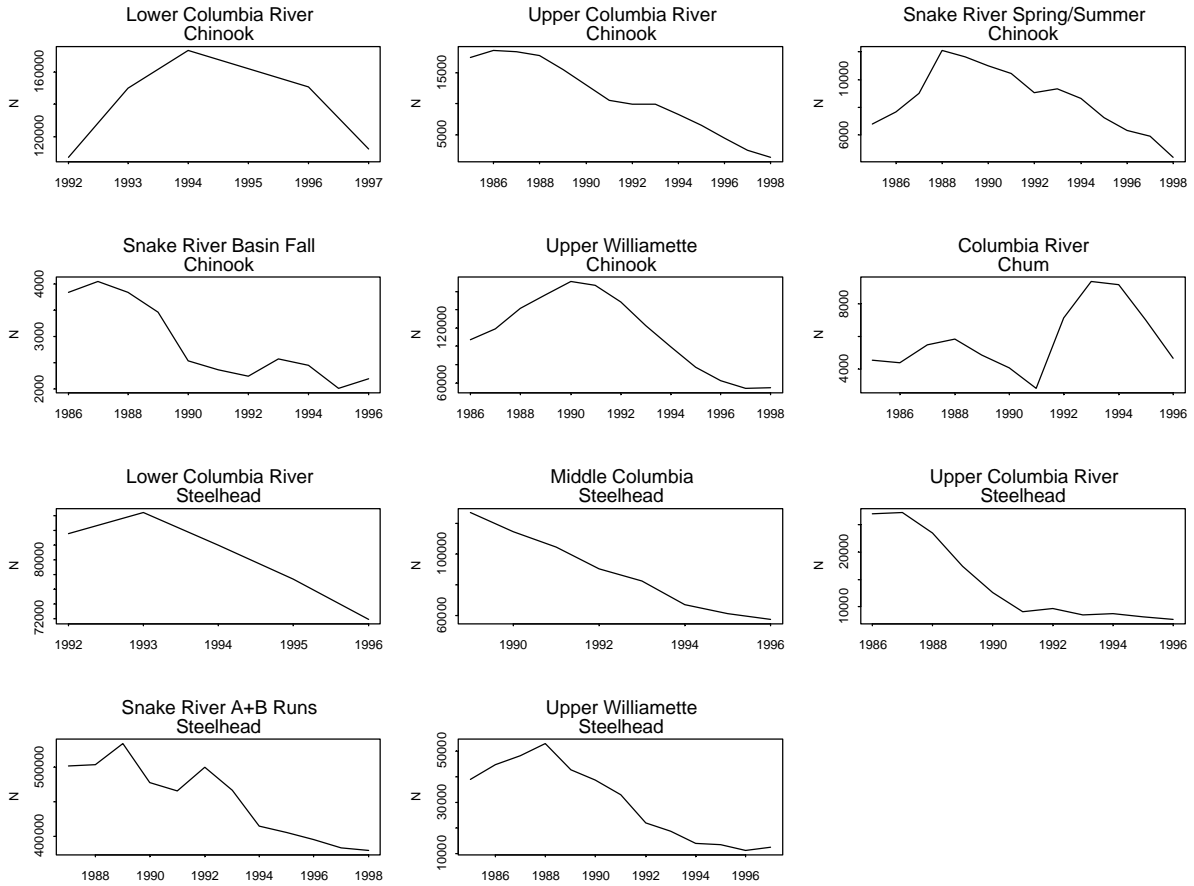 Lower Columbia River
Chinook
N
120000 160000
1992 1993 1994 1995 1996 1997
Upper Columbia River
Chinook
N
5000 15000
1986 1988 1990 1992 1994 1996 1998
Snake River Spring/Summer
Chinook
N
6000 10000
1986 1988 1990 1992 1994 1996 1998
Snake River Basin Fall
Chinook
N
2000 3000 4000
1986 1988 1990 1992 1994 1996
Upper Williamette
Chinook
N
60000 120000
1986 1988 1990 1992 1994 1996 1998
Columbia River
Chum
N
4000 8000
1986 1988 1990 1992 1994 1996
Lower Columbia River
Steelhead
N
72000 80000
1992 1993 1994 1995 1996
Middle Columbia
Steelhead
N
60000 100000
1990 1992 1994 1996
Upper Columbia River
Steelhead
N
10000 20000
1986 1988 1990 1992 1994 1996
Snake River A+B Runs
Steelhead
N
400000 500000
1988 1990 1992 1994 1996 1998
Upper Williamette
Steelhead
N
10000 30000 50000
1986 1988 1990 1992 1994 1996